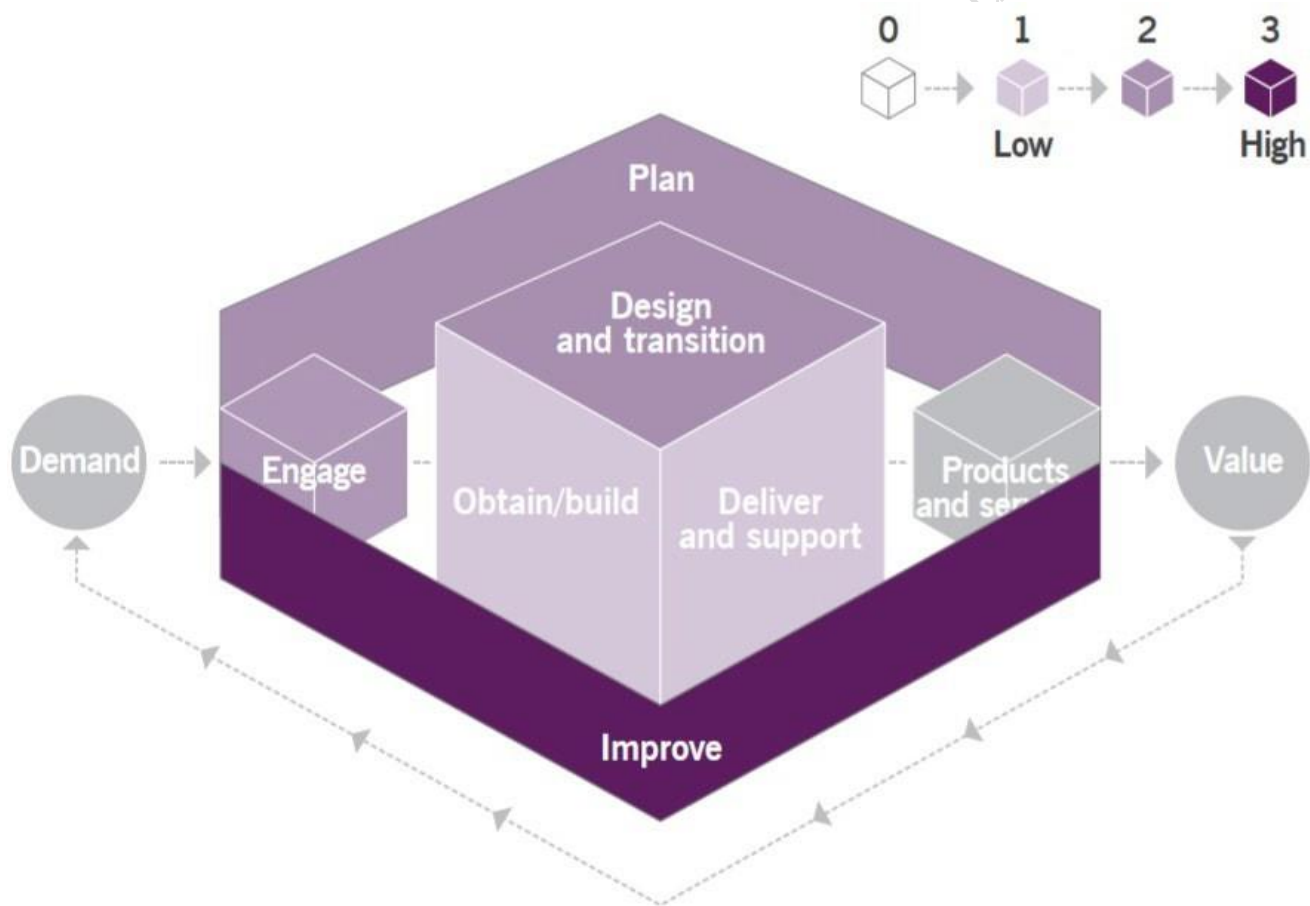 0 1 2 3
Low High
Plan
Design
and transition
Demand
Engage
Obtain/build
Deliver
and support
Products
and
Value
Improve